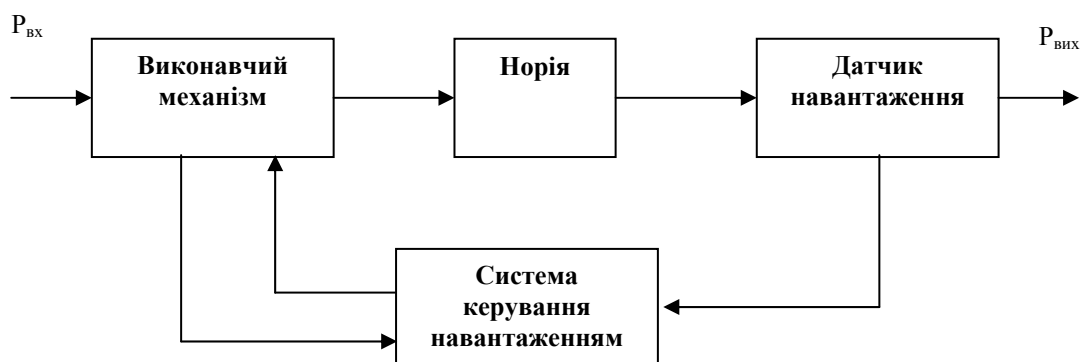 Pвх
Виконавчий
механізм
Норія
Датчик
навантаження
Pвих
Система
керування
навантаженням